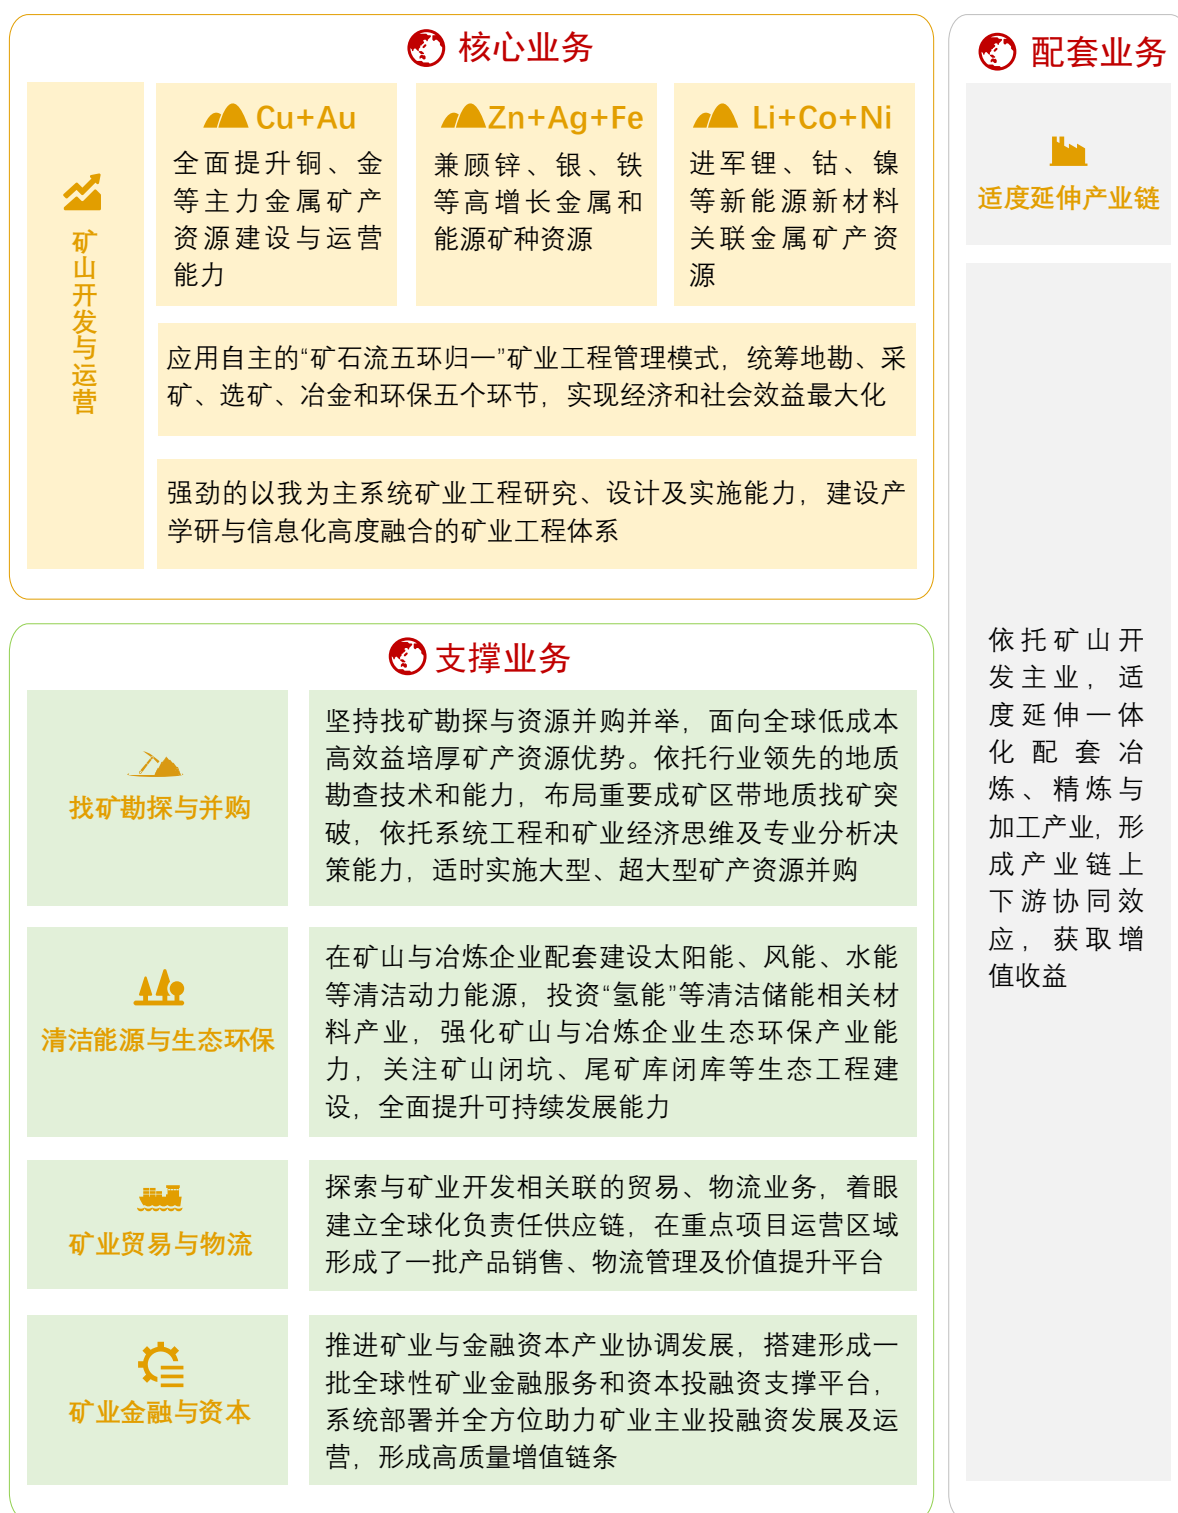 核心业务
矿山开发与运营
Cu+Au
全面提升铜、金
等主力金属矿产
资源建设与运营
能力
Zn+Ag+Fe
兼顾锌、银、铁
等高增长金属和
能源矿种资源
Li+Co+Ni
进军锂、钴、镍
等新能源新材料
关联金属矿产资
源
应用自主的“矿石流五环归一”矿业工程管理模式，统筹地勘、采
矿、选矿、冶金和环保五个环节，实现经济和社会效益最大化
强劲的以我为主系统矿业工程研究、设计及实施能力，建设产
学研与信息化高度融合的矿业工程体系
支撑业务
找矿勘探与并购
坚持找矿勘探与资源并购并举，面向全球低成本
高效益培厚矿产资源优势。依托行业领先的地质
勘查技术和能力，布局重要成矿区带地质找矿突
破，依托系统工程和矿业经济思维及专业分析决
策能力，适时实施大型、超大型矿产资源并购
清洁能源与生态环保
在矿山与冶炼企业配套建设太阳能、风能、水能
等清洁动力能源，投资“氢能”等清洁储能相关材
料产业，强化矿山与冶炼企业生态环保产业能
力，关注矿山闭坑、尾矿库闭库等生态工程建
设，全面提升可持续发展能力
矿业贸易与物流
探索与矿业开发相关联的贸易、物流业务，着眼
建立全球化负责任供应链，在重点项目运营区域
形成了一批产品销售、物流管理及价值提升平台
矿业金融与资本
推进矿业与金融资本产业协调发展，搭建形成一
批全球性矿业金融服务和资本投融资支撑平台，
系统部署并全方位助力矿业主业投融资发展及运
营，形成高质量增值链条
配套业务
适度延伸产业链
依托矿山开
发主业，适
度延伸一体
化配套冶
炼、精炼与
加工产业，形
成产业链上
下游协同效
应，获取增
值收益